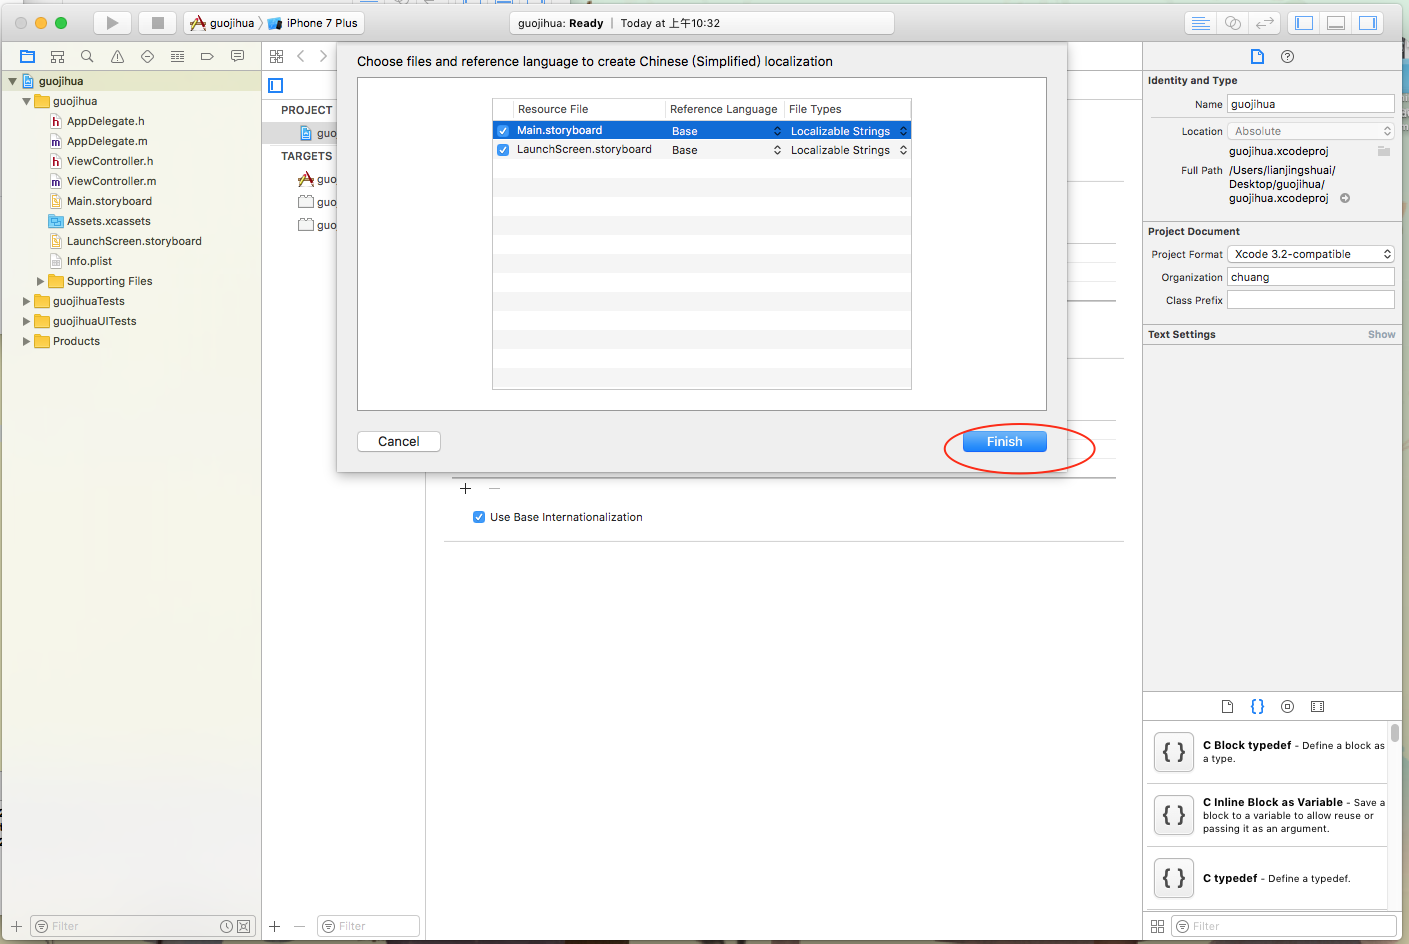 guojihua
iPhone 7 Plus
guojihua: Ready | Today at 上午10:32
guojihua
guojihua
AppDelegate.h
AppDelegate.m
ViewController.h
ViewController.m
Main.storyboard
Assets.xcassets
LaunchScreen.storyboard
Info.plist
Supporting Files
guojihuaTests
guojihuaUITests
Products
Filter
PROJECT
guo
TARGETS
guo
guo
guo
Filter
Choose files and reference language to create Chinese (Simplified) localization
Resource File Reference Language File Types
Main.storyboard Base Localizable Strings
LaunchScreen.storyboard Base Localizable Strings
Cancel
Finish
Use Base Internationalization
Identity and Type
Name guojihua
Location Absolute
guojihua.xcodeproj
Full Path /Users/lianjingshuai/
Desktop/guojihua/
guojihua.xcodeproj
Project Document
Project Format Xcode 3.2-compatible
Organization chuang
Class Prefix
Text Settings Show
{}
{ }
C Block typedef - Define a block as
a type.
{ }
C Inline Block as Variable - Save a
block to a variable to allow reuse or
passing it as an argument.
{ }
C typedef - Define a typedef.
Filter